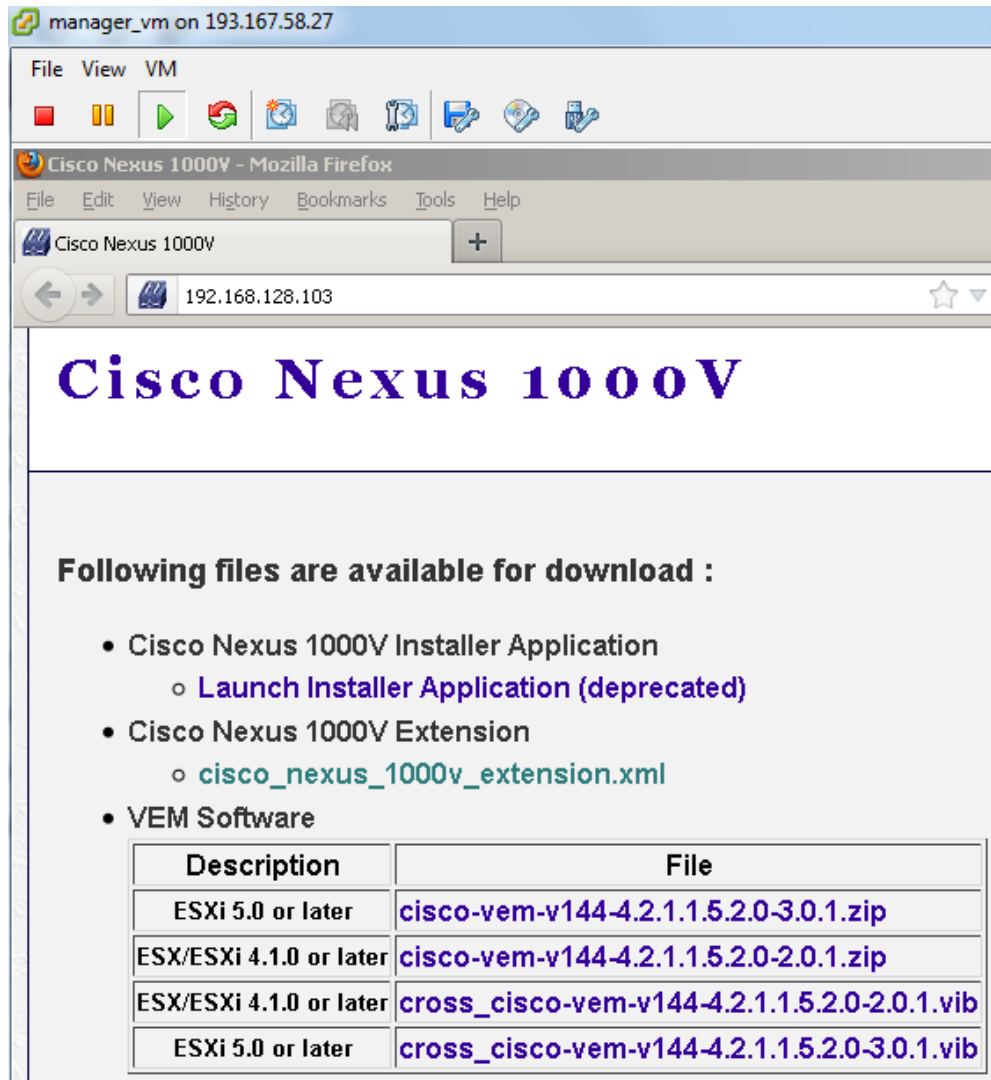 manager_vm on 193.167.58.27
File View VM
Cisco Nexus 1000V - Mozilla Firefox
File Edit View History Bookmarks Tools Help
Cisco Nexus 1000V +
192.168.128.103
Cisco Nexus 1000V
Following files are available for download :
• Cisco Nexus 1000V Installer Application
○ Launch Installer Application (deprecated)
• Cisco Nexus 1000V Extension
○ cisco_nexus_1000v_extension.xml
• VEM Software
Description File
ESXi 5.0 or later cisco-vem-v144-4.2.1.1.5.2.0-3.0.1.zip
ESX/ESXi 4.1.0 or later cisco-vem-v144-4.2.1.1.5.2.0-2.0.1.zip
ESX/ESXi 4.1.0 or later cross_cisco-vem-v144-4.2.1.1.5.2.0-2.0.1.vib
ESXi 5.0 or later cross_cisco-vem-v144-4.2.1.1.5.2.0-3.0.1.vib